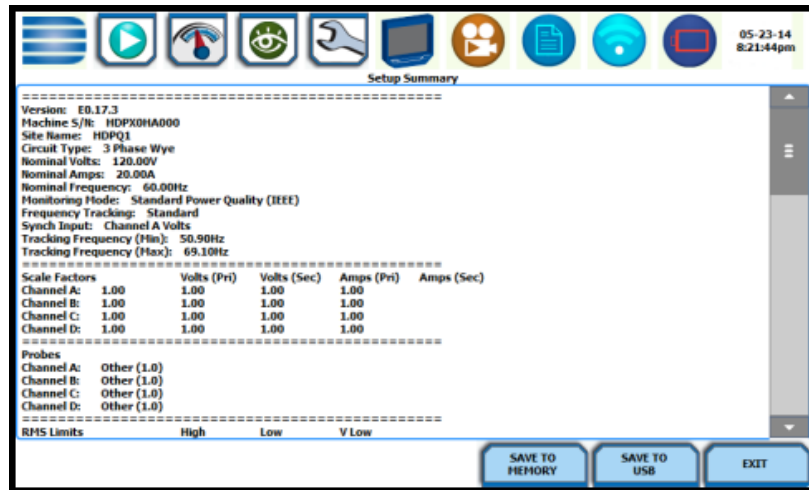 05-23-14
8:21:44pm
Setup Summary
================================================
Version: E0.17.3
Machine S/N: HDPX0HA000
Site Name: HDPQ1
Circuit Type: 3 Phase Wye
Nominal Volts: 120.00V
Nominal Amps: 20.00A
Nominal Frequency: 60.00Hz
Monitoring Mode: Standard Power Quality (IEEE)
Frequency Tracking: Standard
Synch Input: Channel A Volts
Tracking Frequency (Min): 50.90Hz
Tracking Frequency (Max): 69.10Hz
================================================
Scale Factors Volts (Pri) Volts (Sec) Amps (Pri) Amps (Sec)
Channel A: 1.00 1.00 1.00 1.00
Channel B: 1.00 1.00 1.00 1.00
Channel C: 1.00 1.00 1.00 1.00
Channel D: 1.00 1.00 1.00 1.00
================================================
Probes
Channel A: Other (1.0)
Channel B: Other (1.0)
Channel C: Other (1.0)
Channel D: Other (1.0)
================================================
RMS Limits High Low V Low
SAVE TO MEMORY
SAVE TO USB
EXIT